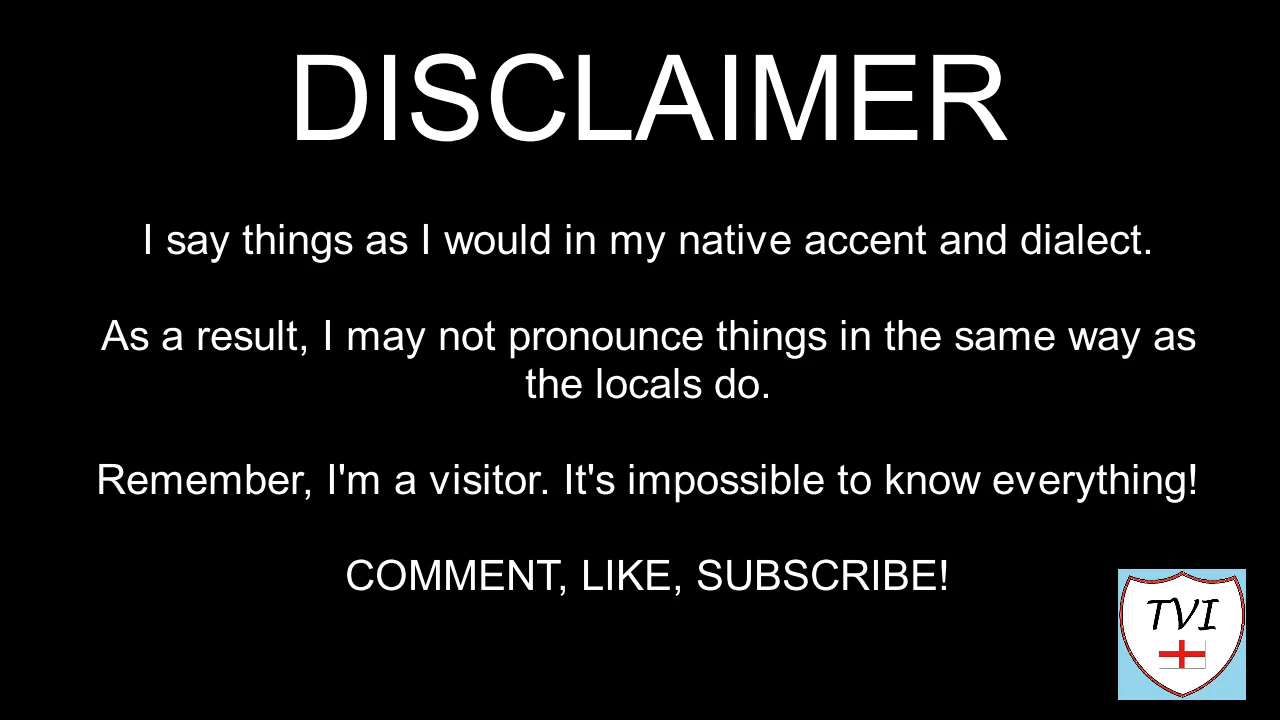 DISCLAIMER
I say things as I would in my native accent and dialect.
As a result, I may not pronounce things in the same way as
the locals do.
Remember, I'm a visitor. It's impossible to know everything!
COMMENT, LIKE, SUBSCRIBE!
TVI